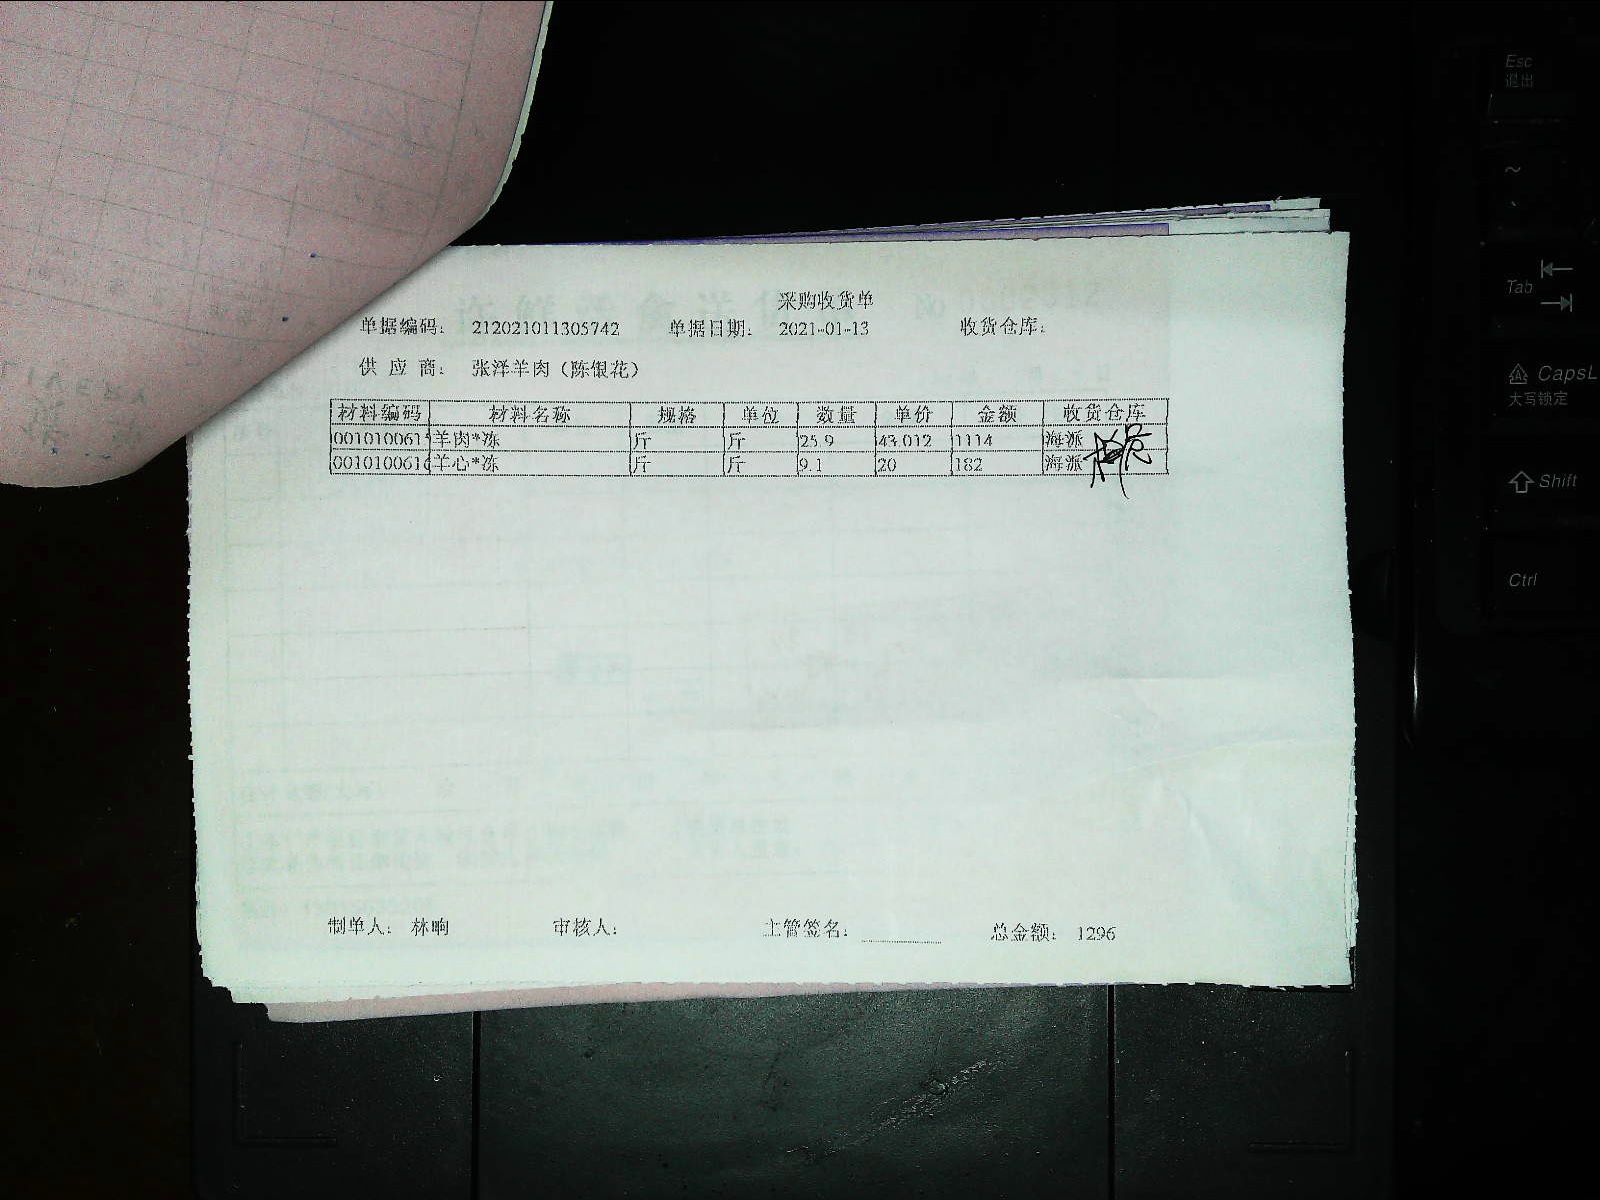 采购收货单
单据编码： 212021011305742 单据日期： 2021-01-13 收货仓库：
供 应 商： 张泽羊肉（陈银花）
材料编码 材料名称 规格 单位 数量 单价 金额 收货仓库
001010061 羊肉*冻 斤 斤 25.9 43.012 1114 海派
001010061 羊心*冻 斤 斤 9.1 20 182 海派
制单人： 林晌 审核人： 主管签名： 总金额： 1296
Esc
退出
~
Tab
CapsL
大写锁定
Shift
Ctrl